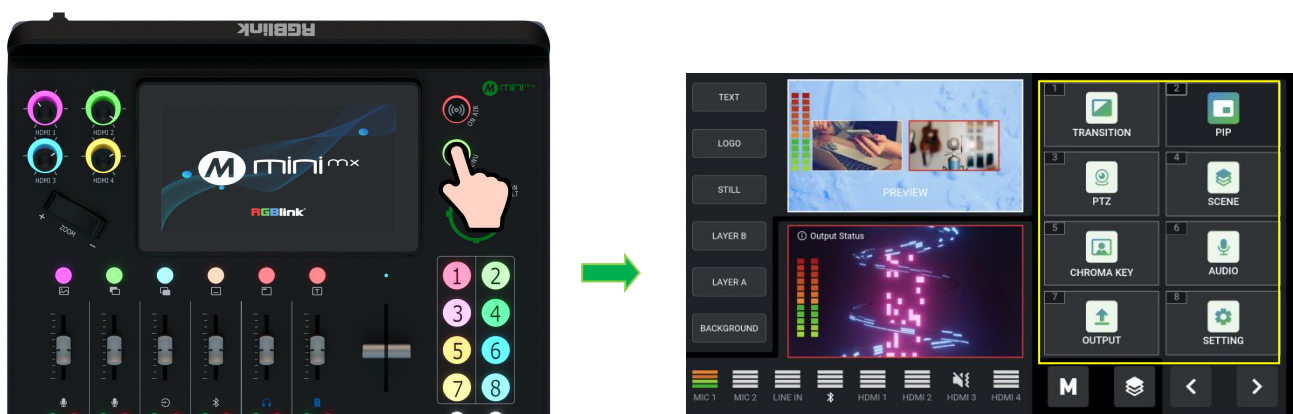 RGBlink
M mini mx
HDMI 1
HDMI 2
HDMI 3
HDMI 4
+ ZOOM -
M mini mx
RGBlink
((o)) ON AIR
1 2
3 4
5 6
7 8
T
TEXT
LOGO
STILL
LAYER B
LAYER A
BACKGROUND
PREVIEW
Output Status
1 TRANSITION
2 PIP
3 PTZ
4 SCENE
5 CHROMA KEY
6 AUDIO
7 OUTPUT
8 SETTING
MIC 1 MIC 2 LINE IN HDMI 1 HDMI 2 HDMI 3 HDMI 4
M < >